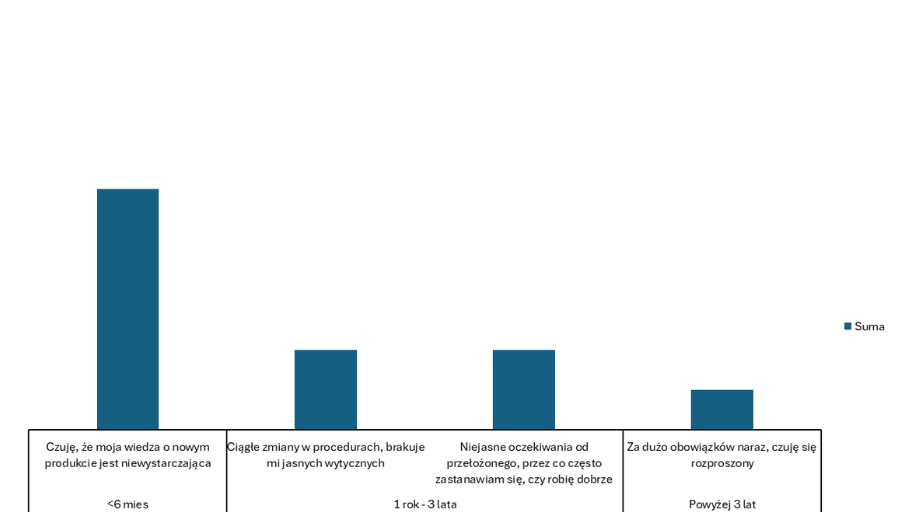 Suma
Czuję, że moja wiedza o nowym
produkcie jest niewystarczająca
Ciągłe zmiany w procedurach, brakuje
mi jasnych wytycznych
Niejasne oczekiwania od
przełożonego, przez co często
zastanawiam się, czy robię dobrze
Za dużo obowiązków naraz, czuję się
rozproszony
<6 mies
1 rok - 3 lata
Powyżej 3 lat